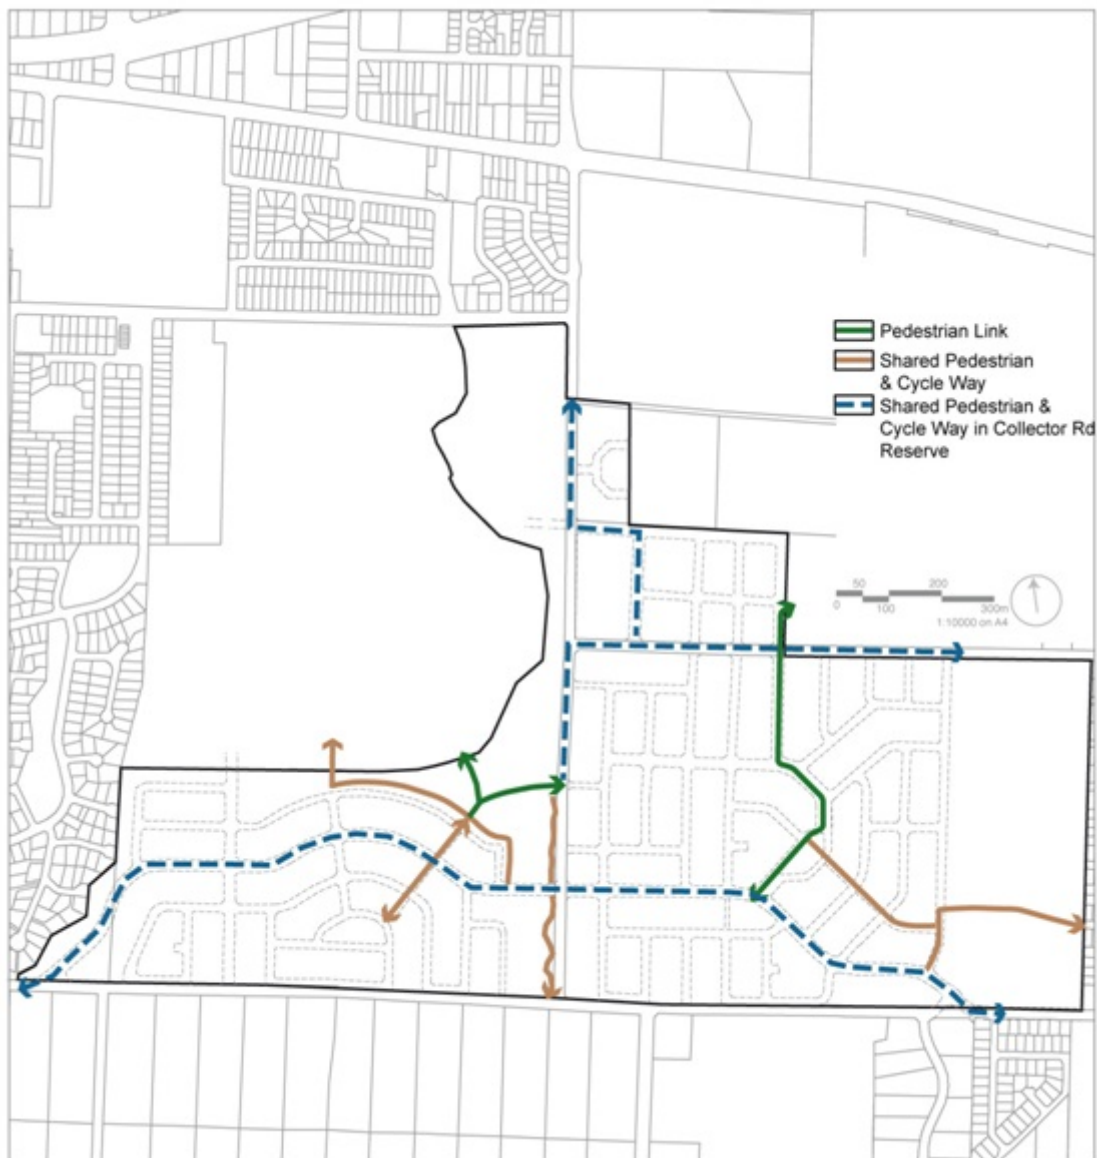 Pedestrian Link
Shared Pedestrian
& Cycle Way
Shared Pedestrian &
Cycle Way in Collector Rd
Reserve
50 200
0 100 300m
1:10000 on A4